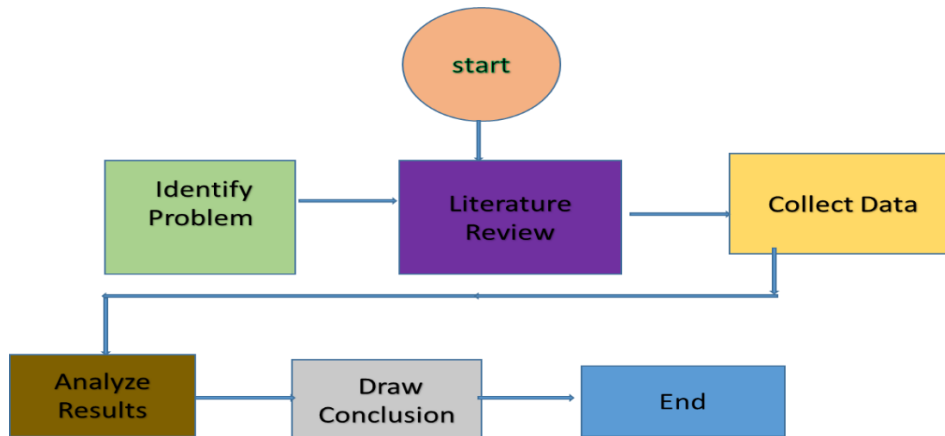 start
Identify
Problem
Literature
Review
Collect Data
Analyze
Results
Draw
Conclusion
End